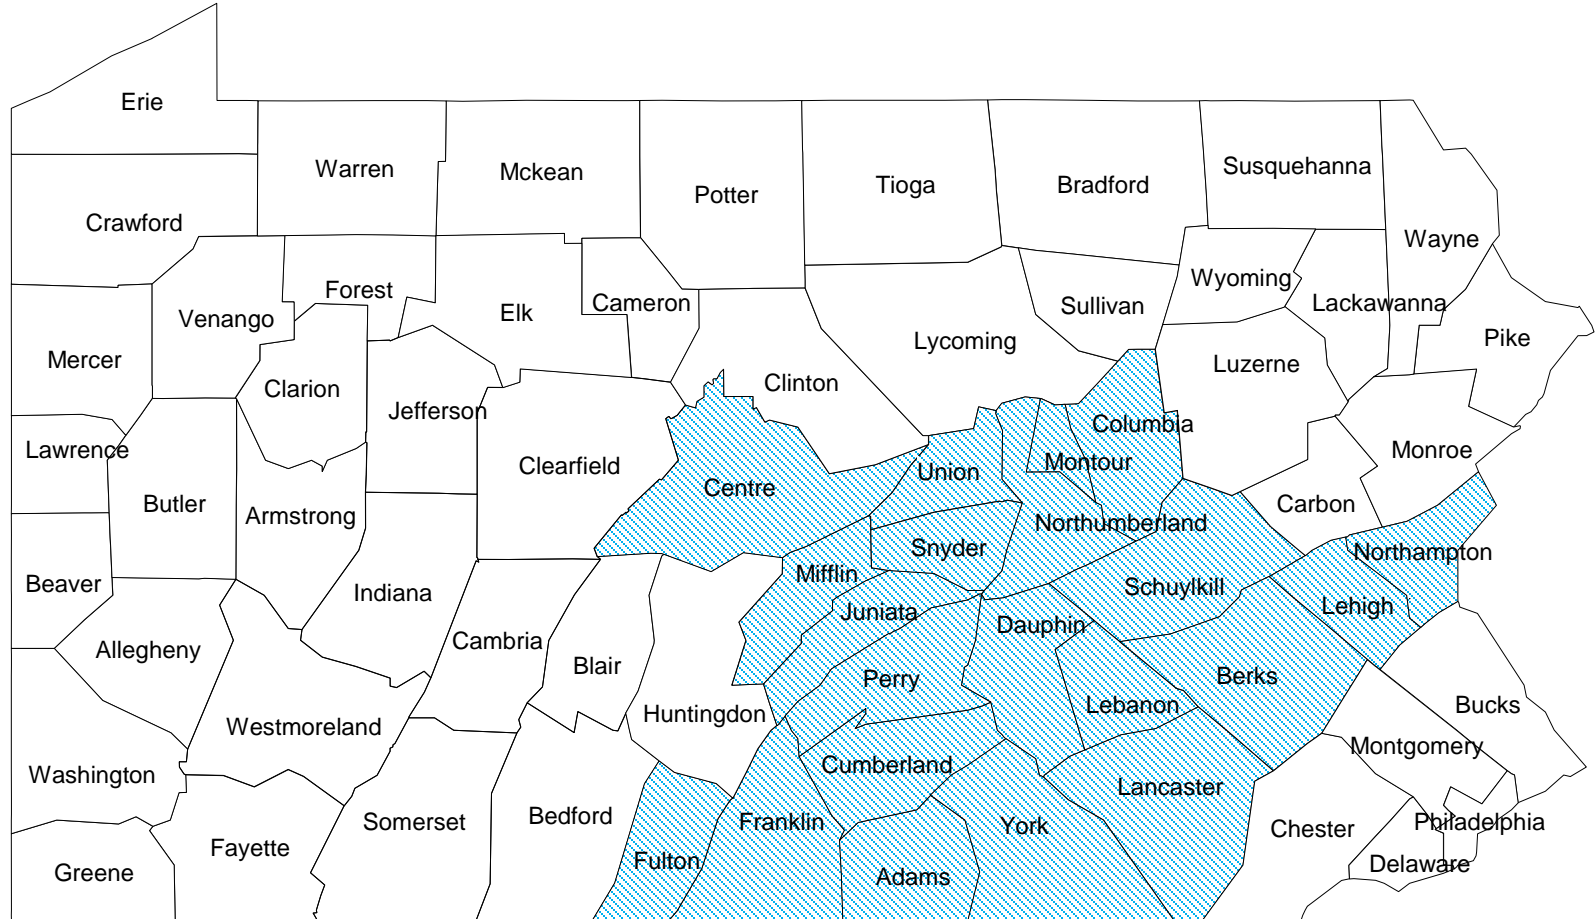 Erie
Warren
Mckean
Potter
Tioga
Bradford
Susquehanna
Crawford
Wayne
Forest
Venango
Elk
Cameron
Wyoming
Sullivan
Lackawanna
Mercer
Clarion
Jefferson
Clinton
Lycoming
Luzerne
Pike
Lawrence
Butler
Armstrong
Clearfield
Centre
Union
Montour
Columbia
Monroe
Carbon
Beaver
Indiana
Mifflin
Snyder
Northumberland
Northampton
Allegheny
Cambria
Blair
Juniata
Dauphin
Schuylkill
Lehigh
Westmoreland
Huntingdon
Perry
Lebanon
Berks
Bucks
Washington
Cumberland
Lancaster
Montgomery
Greene
Fayette
Somerset
Bedford
Fulton
Franklin
Adams
York
Chester
Delaware
Philadelphia